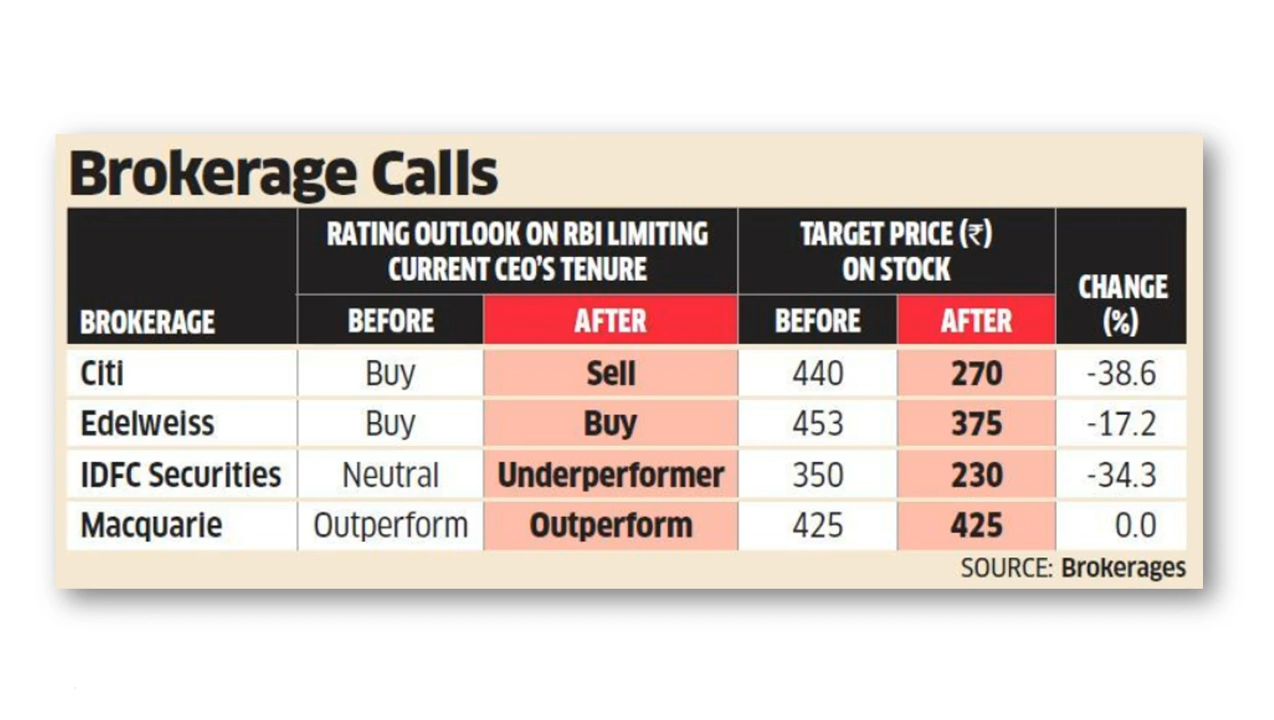 Brokerage Calls
BROKERAGE RATING OUTLOOK ON RBI LIMITING CURRENT CEO'S TENURE TARGET PRICE (₹) ON STOCK CHANGE (%)
BEFORE AFTER BEFORE AFTER
Citi Buy Sell 440 270 -38.6
Edelweiss Buy Buy 453 375 -17.2
IDFC Securities Neutral Underperformer 350 230 -34.3
Macquarie Outperform Outperform 425 425 0.0
SOURCE: Brokerages